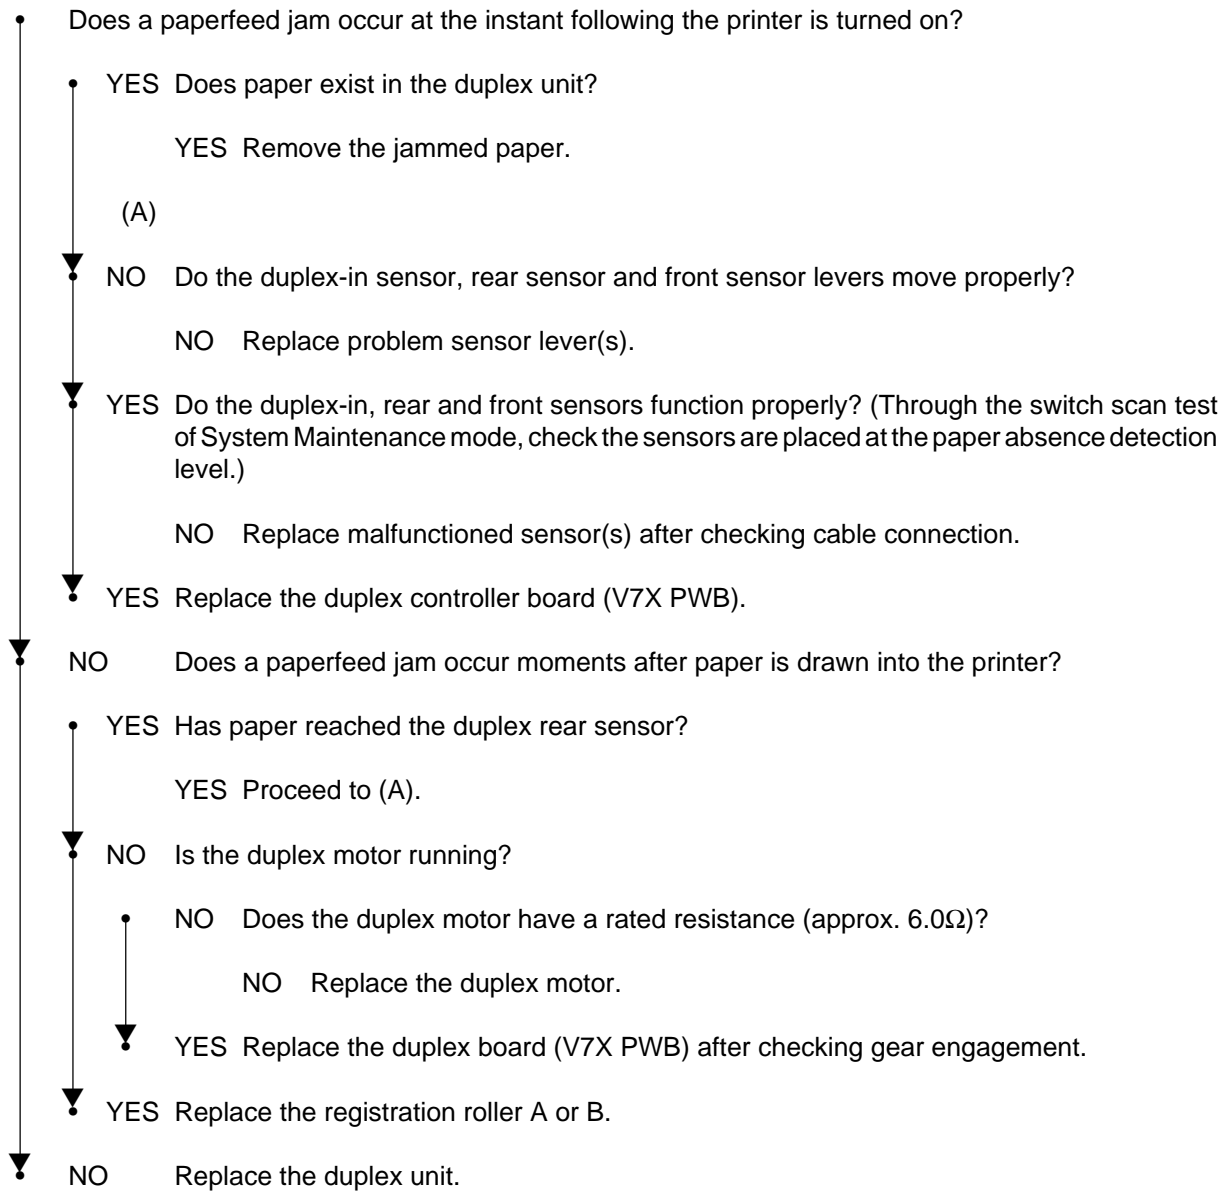 Does a paperfeed jam occur at the instant following the printer is turned on?
YES Does paper exist in the duplex unit?
YES Remove the jammed paper.
(A)
NO Do the duplex-in sensor, rear sensor and front sensor levers move properly?
NO Replace problem sensor lever(s).
YES Do the duplex-in, rear and front sensors function properly? (Through the switch scan test
of System Maintenance mode, check the sensors are placed at the paper absence detection
level.)
NO Replace malfunctioned sensor(s) after checking cable connection.
YES Replace the duplex controller board (V7X PWB).
NO Does a paperfeed jam occur moments after paper is drawn into the printer?
YES Has paper reached the duplex rear sensor?
YES Proceed to (A).
NO Is the duplex motor running?
NO Does the duplex motor have a rated resistance (approx. 6.0Ω)?
NO Replace the duplex motor.
YES Replace the duplex board (V7X PWB) after checking gear engagement.
YES Replace the registration roller A or B.
NO Replace the duplex unit.